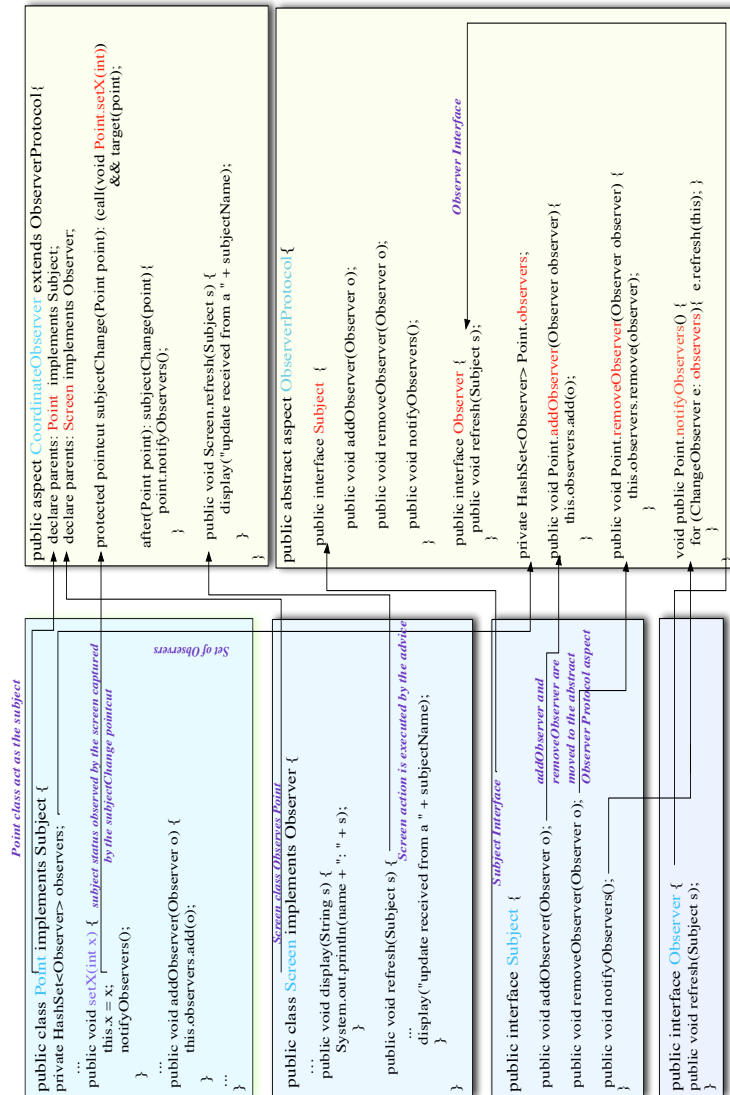 Point class act as the subject
public class Point implements Subject {
private HashSet<Observer> observers;
...
public void setX(int x) { subject status observed by the screen captured
this.x = x; by the subjectChange pointcut
notifyObservers();
}
...
public void addObserver(Observer o) {
this.observers.add(o);
}
...
}
Set of Observers
Screen class Observes Point
public class Screen implements Observer {
...
public void display(String s) {
System.out.println(name + ": " + s);
}
public void refresh(Subject s) {
... Screen action is executed by the advice
display("update received from a " + subjectName);
}
}
Subject Interface
public interface Subject {
public void addObserver(Observer o);
public void removeObserver(Observer o);
public void notifyObservers();
}
addObserver and
removeObserver are
moved to the abstract
Observer Protocol aspect
public interface Observer {
public void refresh(Subject s);
}
public aspect CoordinateObserver extends ObserverProtocol{
declare parents: Point implements Subject;
declare parents: Screen implements Observer;
protected pointcut subjectChange(Point point): (call(void Point.setX(int))
&& target(point);
after(Point point): subjectChange(point){
point.notifyObservers();
}
public void Screen.refresh(Subject s) {
display("update received from a " + subjectName);
}
}
public abstract aspect ObserverProtocol{
public interface Subject {
public void addObserver(Observer o);
public void removeObserver(Observer o);
public void notifyObservers();
}
Observer Interface
public interface Observer {
public void refresh(Subject s);
}
private HashSet<Observer> Point.observers;
public void Point.addObserver(Observer observer){
this.observers.add(o);
}
public void Point.removeObserver(Observer observer) {
this.observers.remove(observer);
}
void public Point.notifyObservers() {
for (ChangeObserver e: observers){ e.refresh(this); }
}